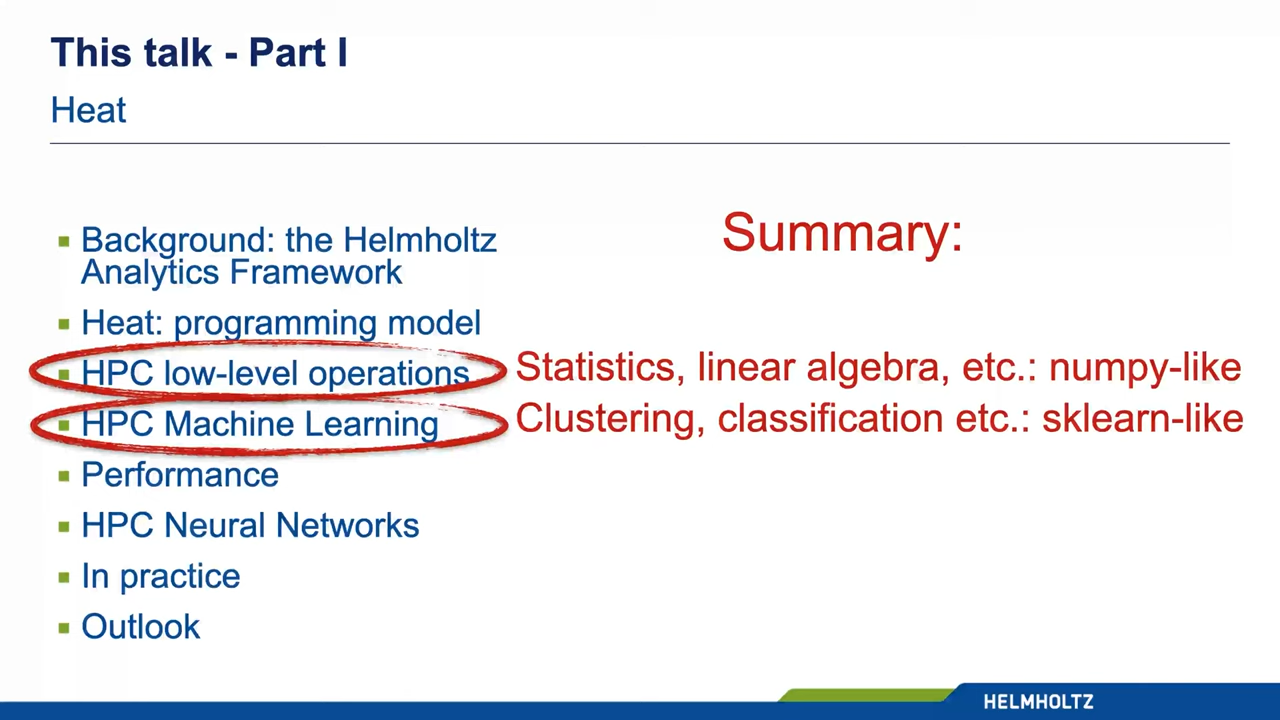 This talk - Part I
Heat
Background: the Helmholtz
Analytics Framework
Heat: programming model
HPC low-level operations
HPC Machine Learning
Performance
HPC Neural Networks
In practice
Outlook
Summary:
Statistics, linear algebra, etc.: numpy-like
Clustering, classification etc.: sklearn-like
HELMHOLTZ